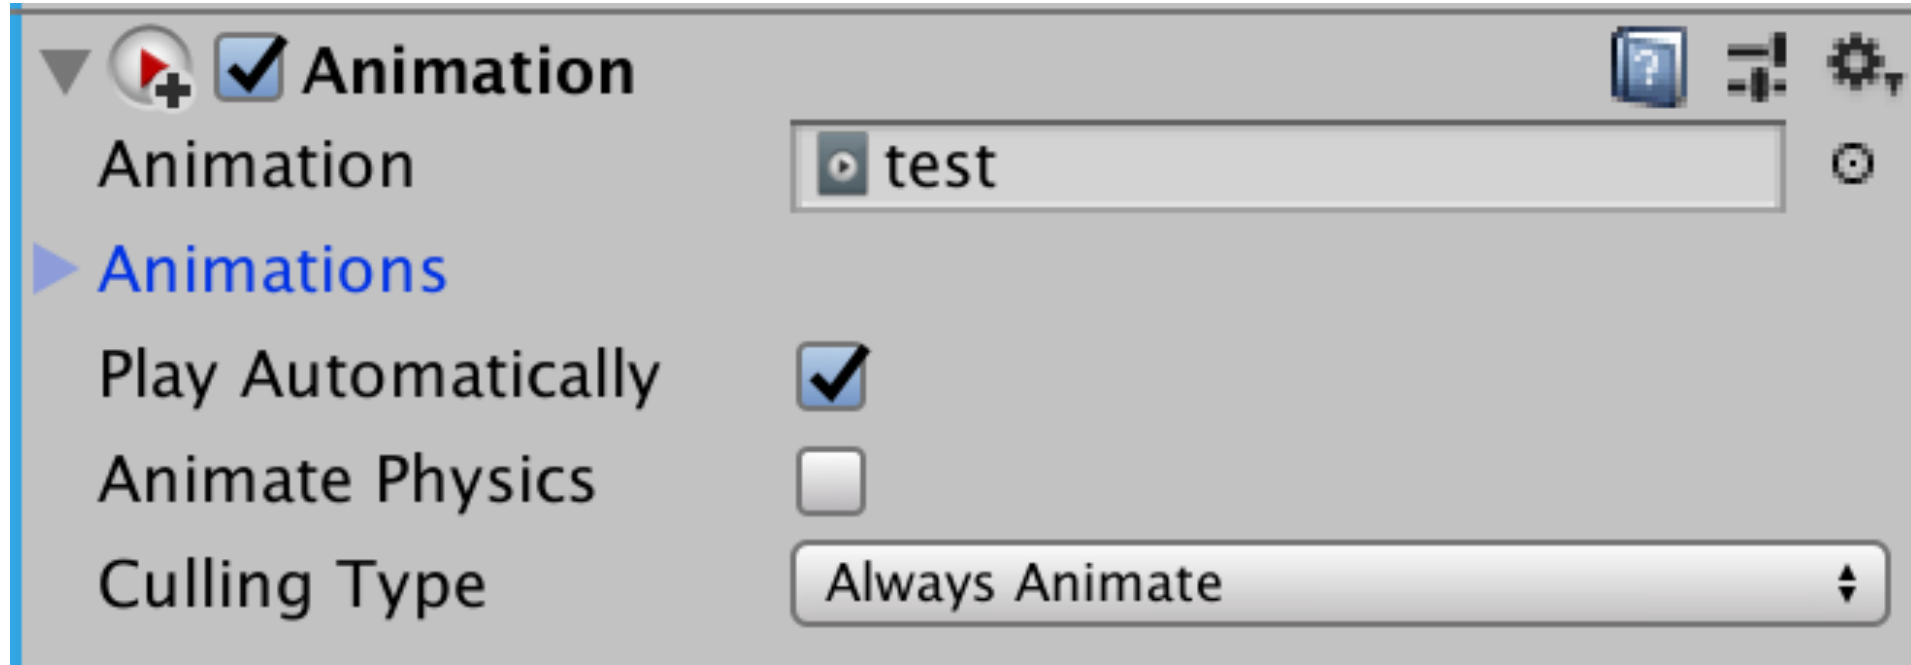 Animation
Animation test
Animations
Play Automatically
Animate Physics
Culling Type Always Animate